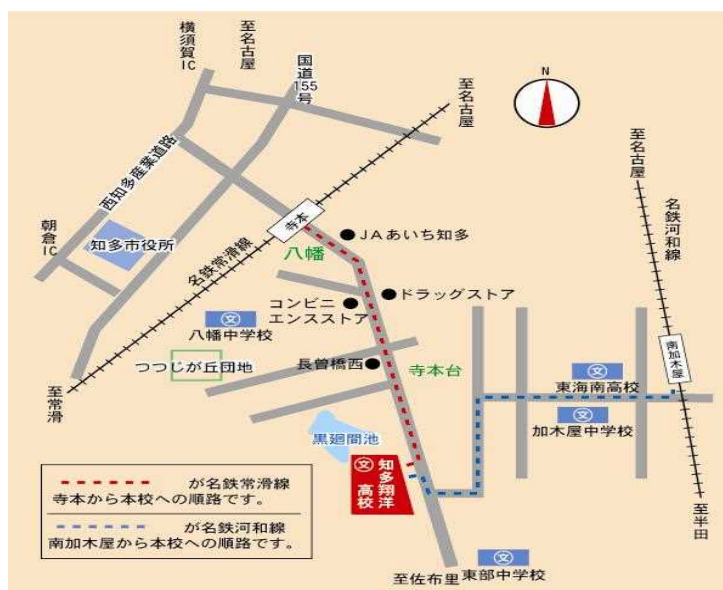 横須賀IC
至名古屋
国道155号
至名古屋
N
至名古屋
名鉄河和線
西知多産業道路
朝倉IC
知多市役所
寺本
JAあいち知多
八幡
名鉄常滑線
ドラッグストア
コンビニ
エンスストア
文
八幡中学校
つつじが丘団地
長曽橋西
寺本台
南加木屋
文
東海南高校
文
加木屋中学校
至常滑
黒廻間池
文
知多翔洋
高校
が名鉄常滑線
寺本から本校への順路です。
が名鉄河和線
南加木屋から本校への順路です。
至半田
文
東部中学校
至佐布里